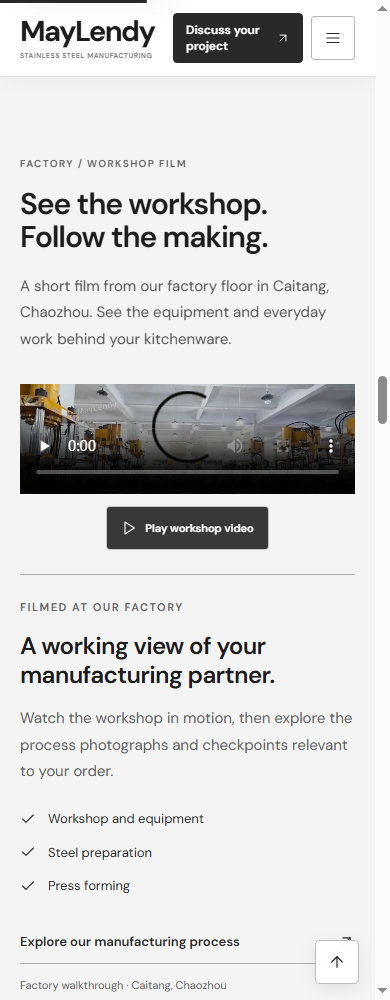 MayLendy
STAINLESS STEEL MANUFACTURING
Discuss your
project
FACTORY / WORKSHOP FILM
See the workshop.
Follow the making.
A short film from our factory floor in Caitang,
Chaozhou. See the equipment and everyday
work behind your kitchenware.
0:00
Play workshop video
FILMED AT OUR FACTORY
A working view of your
manufacturing partner.
Watch the workshop in motion, then explore the
process photographs and checkpoints relevant
to your order.
Workshop and equipment
Steel preparation
Press forming
Explore our manufacturing process
Factory walkthrough · Caitang, Chaozhou